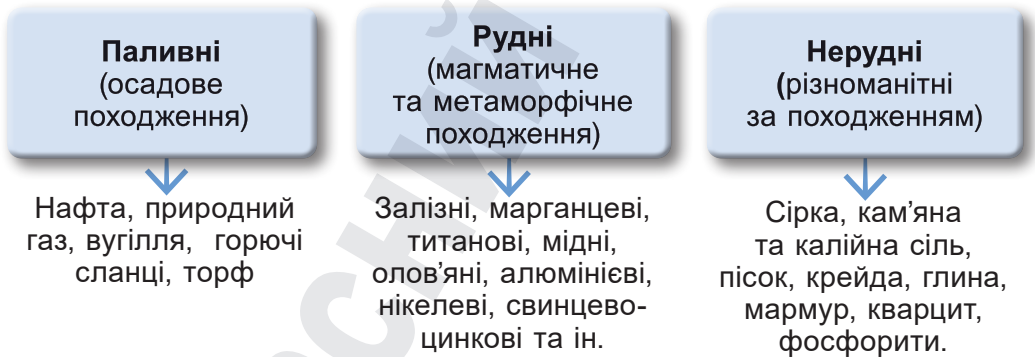 Паливні
(осадове
походження)
Нафта, природний
газ, вугілля, горючі
сланці, торф
Рудні
(магматичне
та метаморфічне
походження)
Залізні, марганцеві,
титанові, мідні,
олов’яні, алюмінієві,
нікелеві, свинцево-
цинкові та ін.
Нерудні
(різноманітні
за походженням)
Сірка, кам’яна
та калійна сіль,
пісок, крейда, глина,
мармур, кварцит,
фосфорити.